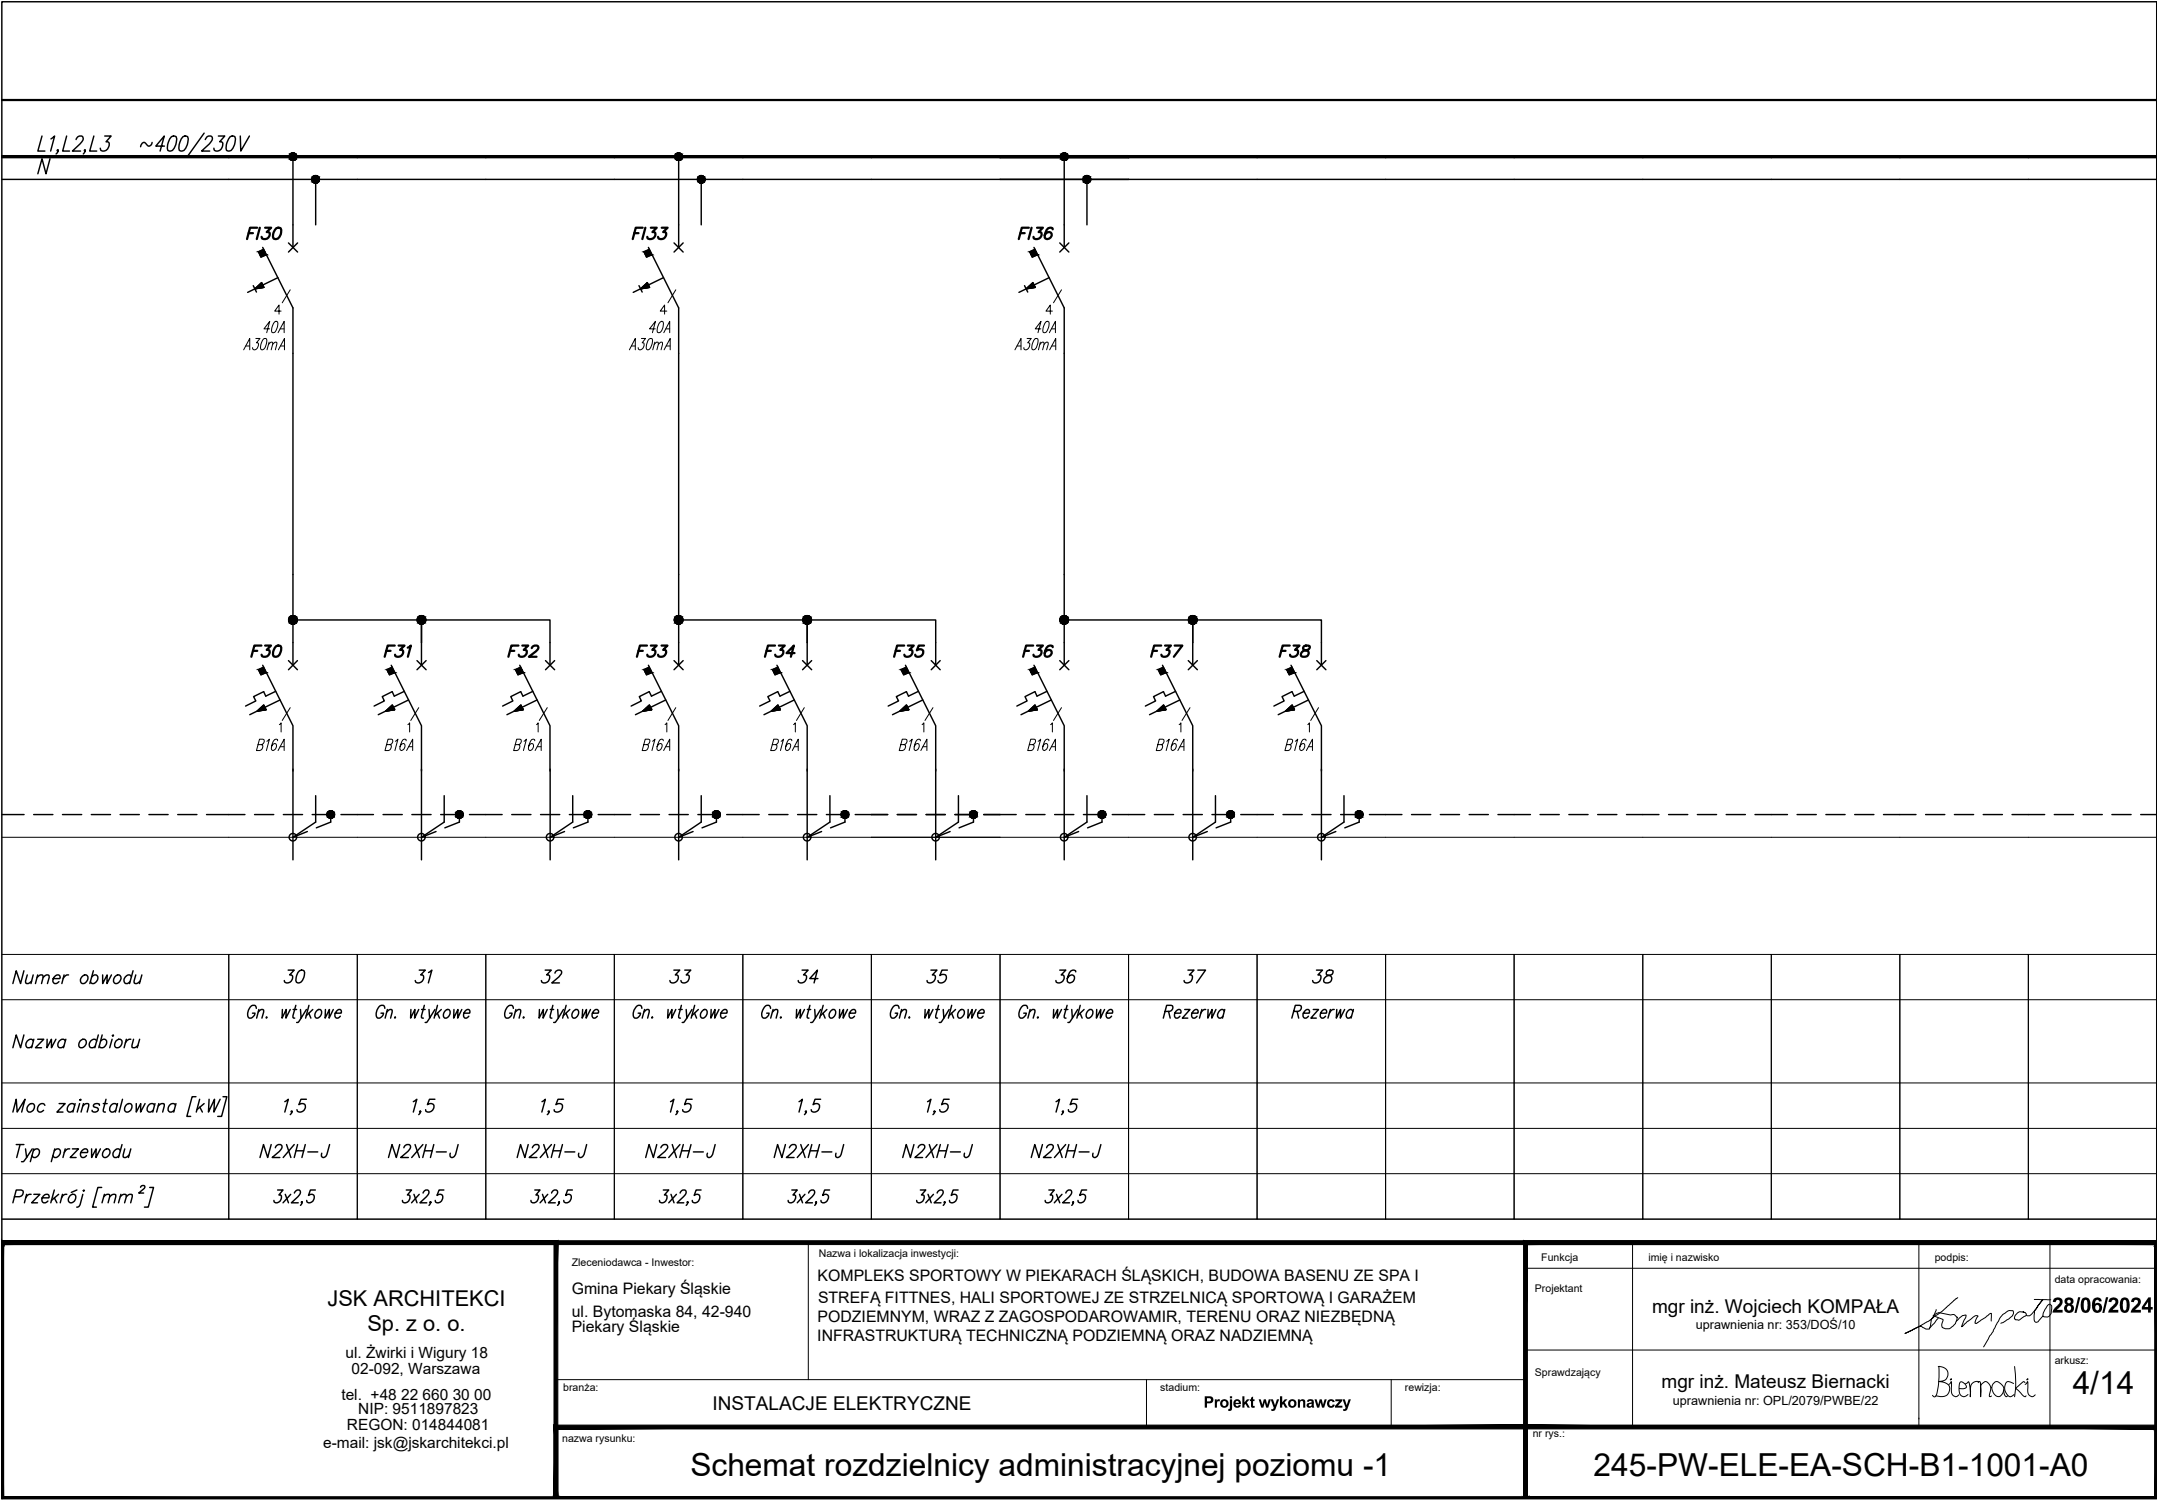 L1,L2,L3 ~400/230V
N
FI30 FI33 FI36
4 4 4
40A 40A 40A
A30mA A30mA A30mA
F30 F31 F32 F33 F34 F35 F36 F37 F38
1 1 1 1 1 1 1 1 1
B16A B16A B16A B16A B16A B16A B16A B16A B16A
Numer obwodu 30 31 32 33 34 35 36 37 38
Nazwa odbioru Gn. wtykowe Gn. wtykowe Gn. wtykowe Gn. wtykowe Gn. wtykowe Gn. wtykowe Gn. wtykowe Rezerwa Rezerwa
Moc zainstalowana [kW] 1,5 1,5 1,5 1,5 1,5 1,5 1,5
Typ przewodu N2XH-J N2XH-J N2XH-J N2XH-J N2XH-J N2XH-J N2XH-J
Przekrój [mm²] 3x2,5 3x2,5 3x2,5 3x2,5 3x2,5 3x2,5 3x2,5
JSK ARCHITEKCI
Sp. z o. o.
ul. Żwirki i Wigury 18
02-092, Warszawa
tel. +48 22 660 30 00
NIP: 9511897823
REGON: 014844081
e-mail: jsk@jskarchitekci.pl
Zleceniodawca - Inwestor:
Gmina Piekary Śląskie
ul. Bytomaska 84, 42-940
Piekary Śląskie
Nazwa i lokalizacja inwestycji:
KOMPLEKS SPORTOWY W PIEKARACH ŚLĄSKICH, BUDOWA BASENU ZE SPA I
STREFĄ FITTNES, HALI SPORTOWEJ ZE STRZELNICĄ SPORTOWĄ I GARAŻEM
PODZIEMNYM, WRAZ Z ZAGOSPODAROWAMIR, TERENU ORAZ NIEZBĘDNĄ
INFRASTRUKTURĄ TECHNICZNĄ PODZIEMNĄ ORAZ NADZIEMNĄ
branża:
INSTALACJE ELEKTRYCZNE
stadium:
Projekt wykonawczy
rewizja:
nazwa rysunku:
Schemat rozdzielnicy administracyjnej poziomu -1
Funkcja imię i nazwisko podpis:
Projektant
mgr inż. Wojciech KOMPAŁA
uprawnienia nr: 353/DOŚ/10
Kompała
data opracowania:
28/06/2024
Sprawdzający
mgr inż. Mateusz Biernacki
uprawnienia nr: OPL/2079/PWBE/22
Biernacki
arkusz:
4/14
nr rys.:
245-PW-ELE-EA-SCH-B1-1001-A0